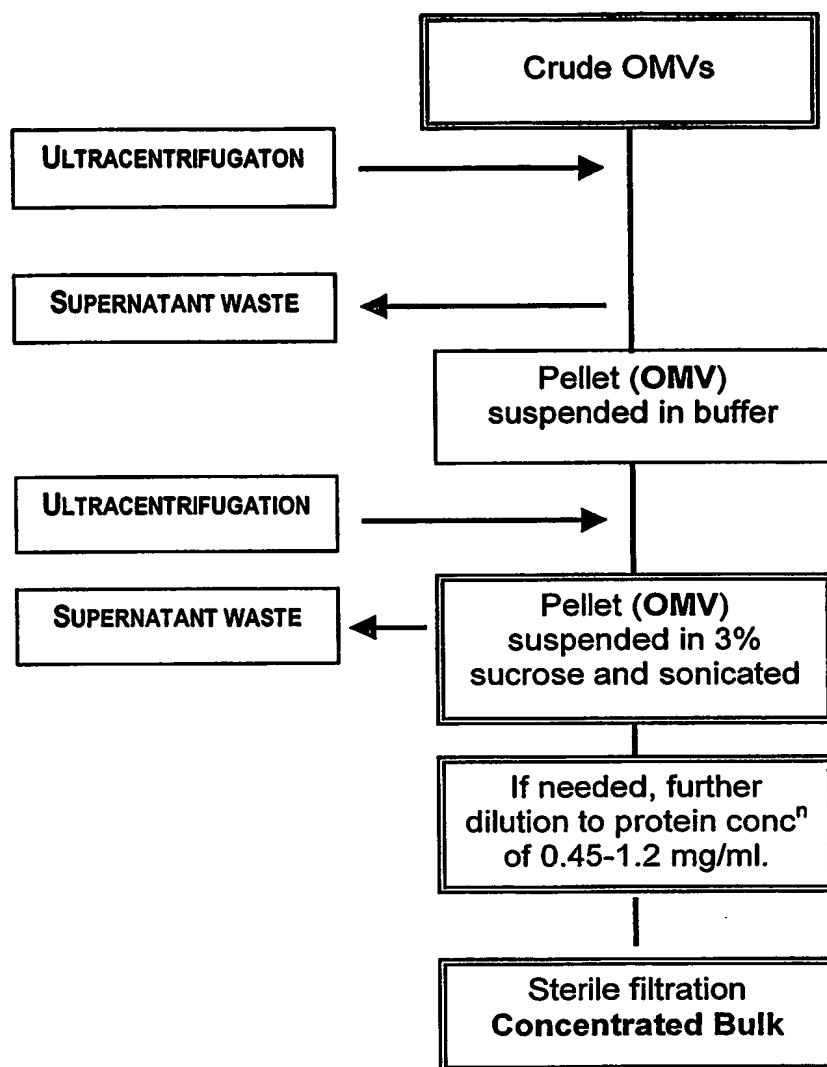 Crude OMVs
ULTRACENTRIFUGATON
SUPERNATANT WASTE
Pellet (OMV)
suspended in buffer
ULTRACENTRIFUGATION
Pellet (OMV)
suspended in 3%
sucrose and sonicated
SUPERNATANT WASTE
If needed, further
dilution to protein concⁿ
of 0.45-1.2 mg/ml.
Sterile filtration
Concentrated Bulk